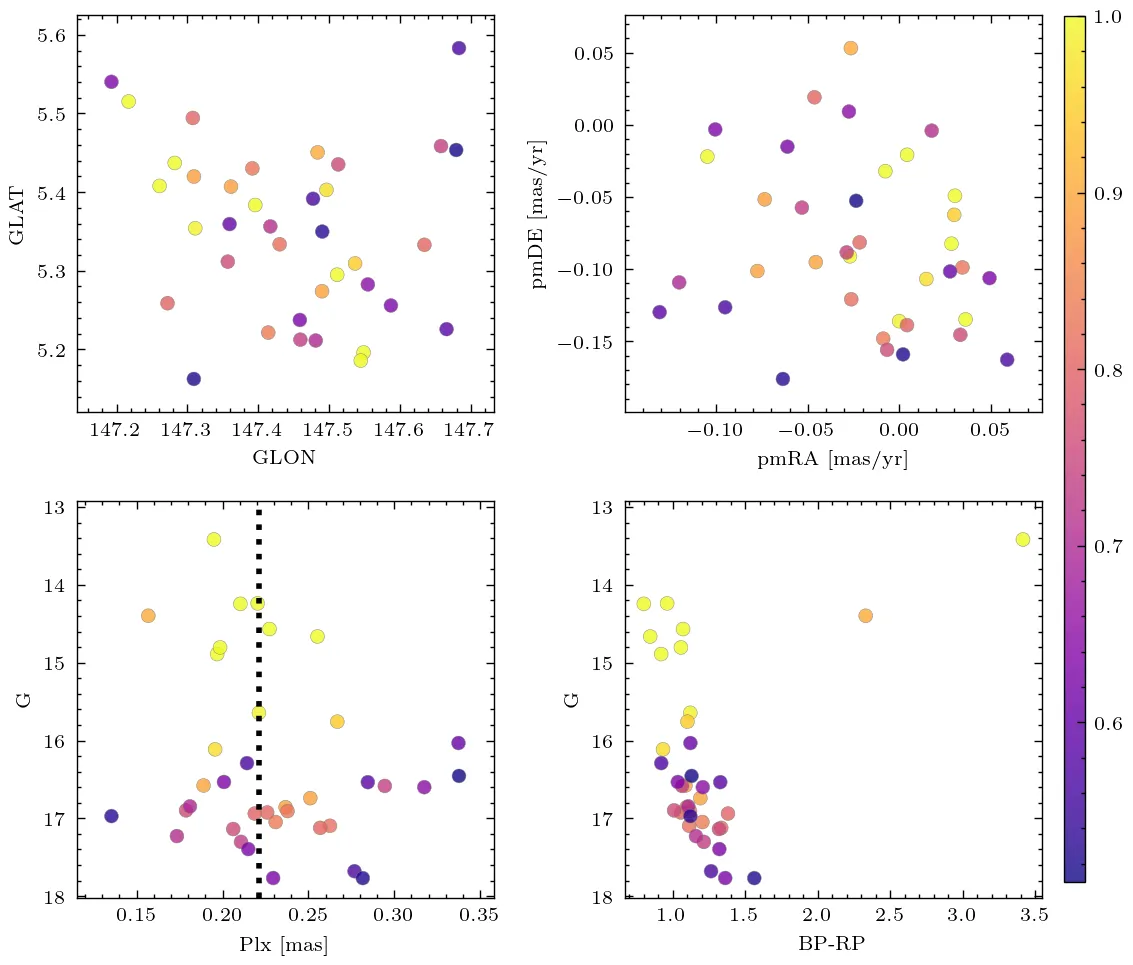 5.6
5.5
5.4
5.3
5.2
GLAT
147.2 147.3 147.4 147.5 147.6 147.7
GLON
0.05
0.00
−0.05
−0.10
−0.15
pmDE [mas/yr]
−0.10 −0.05 0.00 0.05
pmRA [mas/yr]
1.0
0.9
0.8
0.7
0.6
13
14
15
16
17
18
G
0.15 0.20 0.25 0.30 0.35
Plx [mas]
13
14
15
16
17
18
G
1.0 1.5 2.0 2.5 3.0 3.5
BP-RP